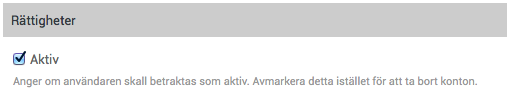 Rättigheter
Aktiv
Anger om användaren skall betraktas som aktiv. Avmarkera detta istället för att ta bort konton.